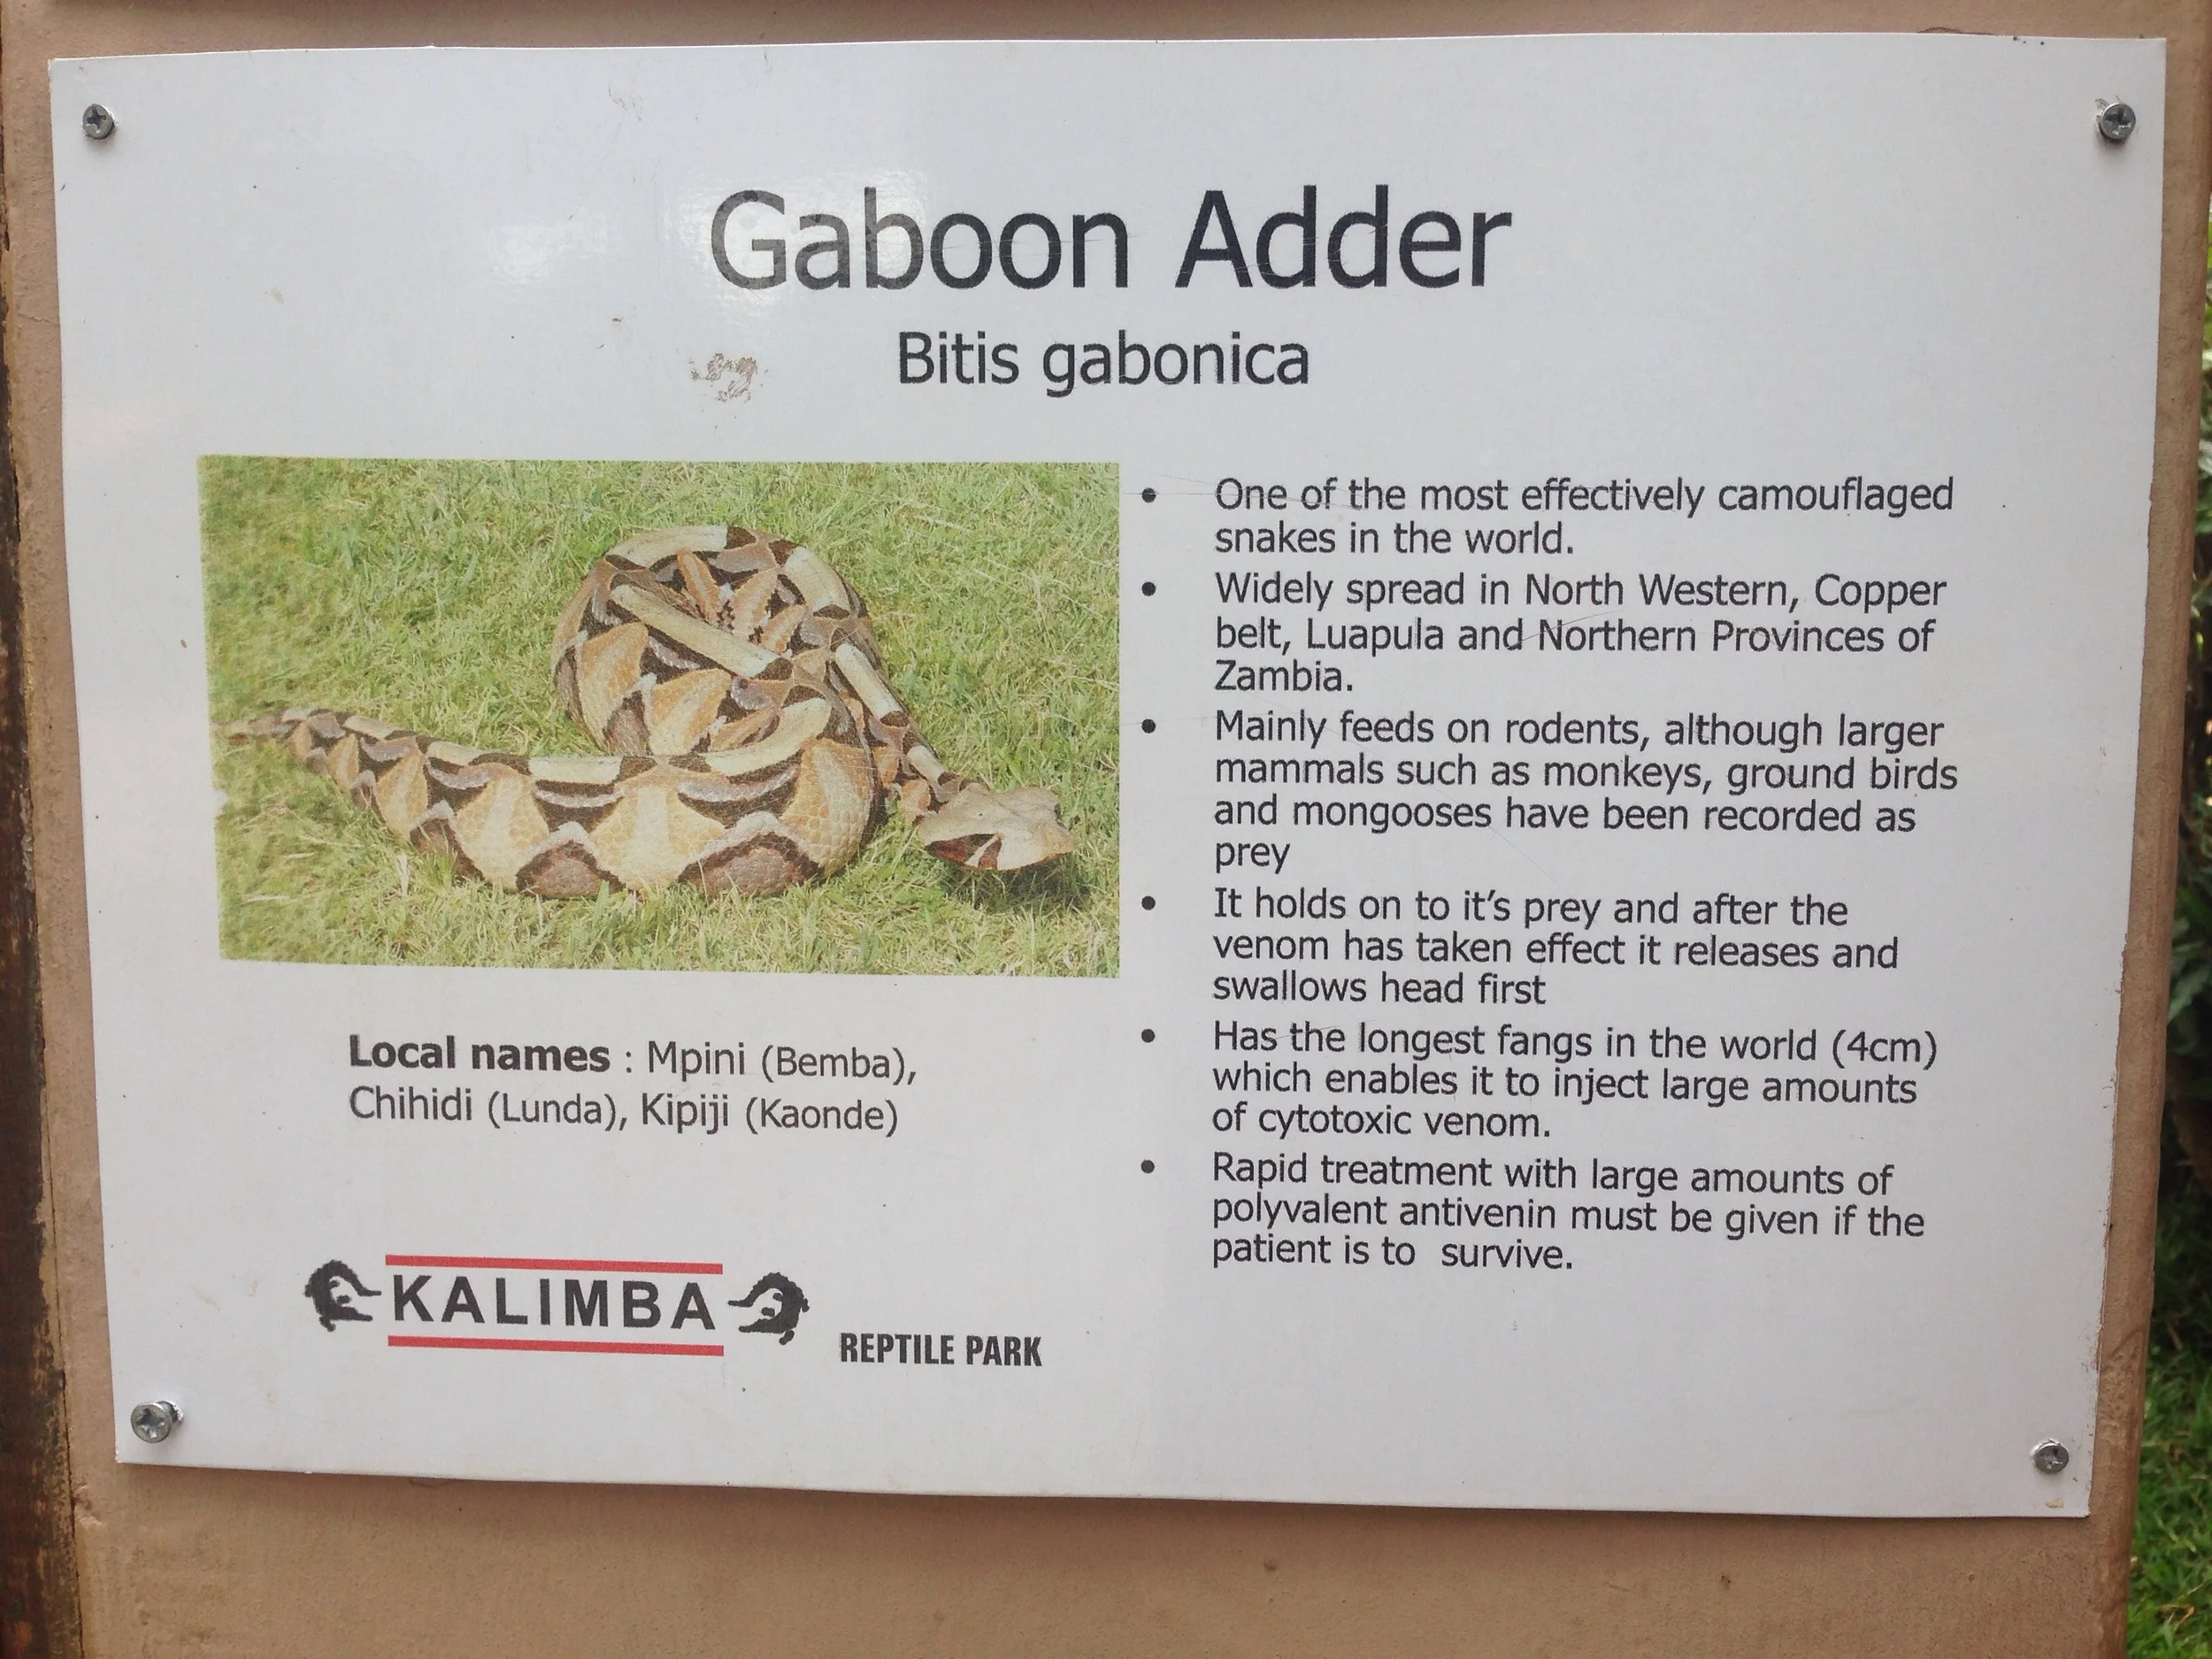 Gaboon Adder
Bitis gabonica
• One of the most effectively camouflaged
snakes in the world.
• Widely spread in North Western, Copper
belt, Luapula and Northern Provinces of
Zambia.
• Mainly feeds on rodents, although larger
mammals such as monkeys, ground birds
and mongooses have been recorded as
prey
• It holds on to it's prey and after the
venom has taken effect it releases and
swallows head first
• Has the longest fangs in the world (4cm)
which enables it to inject large amounts
of cytotoxic venom.
• Rapid treatment with large amounts of
polyvalent antivenin must be given if the
patient is to survive.
Local names : Mpini (Bemba),
Chihidi (Lunda), Kipiji (Kaonde)
KALIMBA
REPTILE PARK